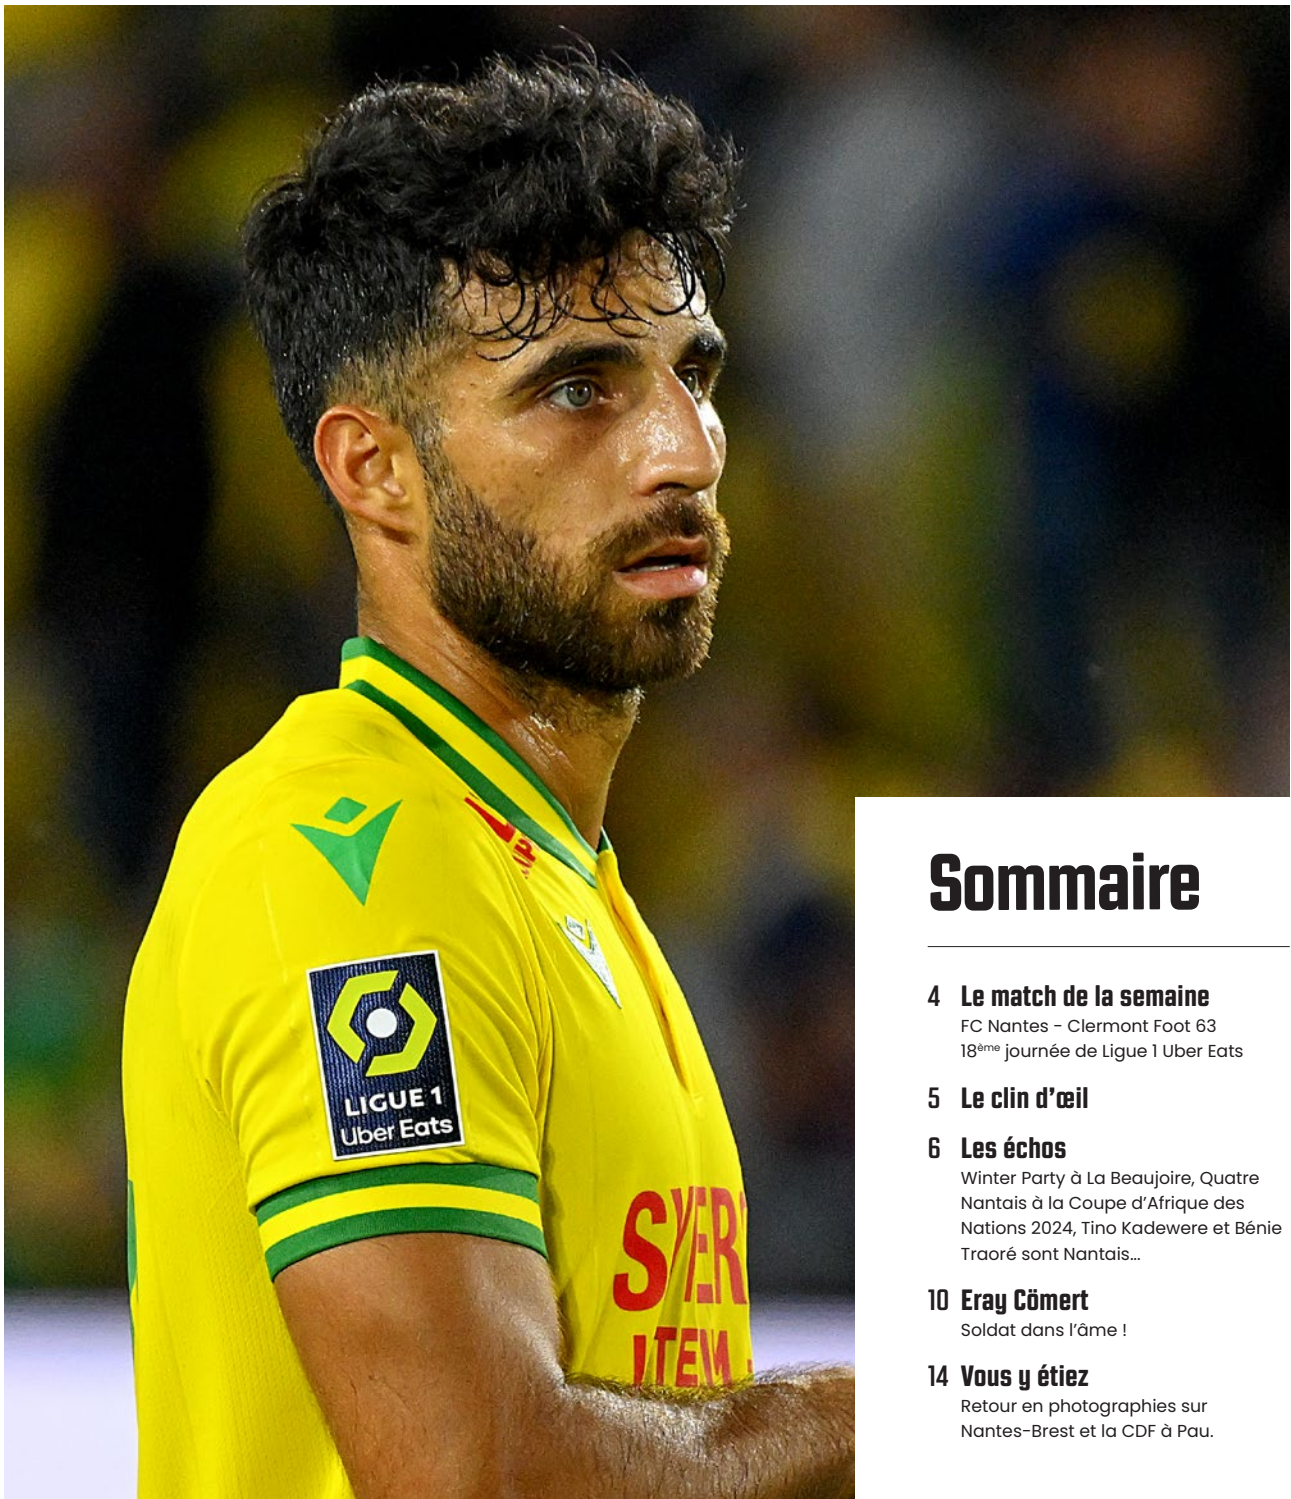 LIGUE 1
Uber Eats
Sommaire
4 Le match de la semaine
FC Nantes - Clermont Foot 63
18ème journée de Ligue 1 Uber Eats
5 Le clin d’œil
6 Les échos
Winter Party à La Beaujoire, Quatre
Nantais à la Coupe d’Afrique des
Nations 2024, Tino Kadewere et Bénie
Traoré sont Nantais...
10 Eray Cömert
Soldat dans l’âme !
14 Vous y étiez
Retour en photographies sur
Nantes-Brest et la CDF à Pau.